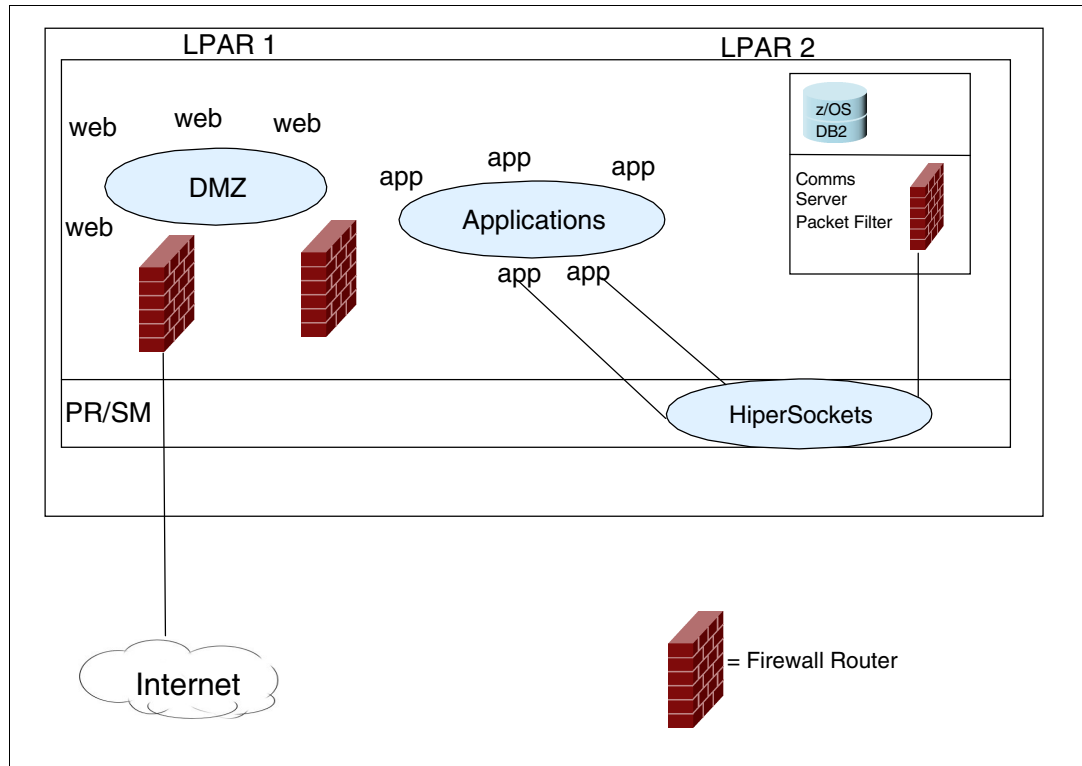 LPAR 1
LPAR 2
web
web
web
web
DMZ
app
app
app
Applications
app
app
z/OS
DB2
Comms
Server
Packet Filter
PR/SM
HiperSockets
Internet
= Firewall Router